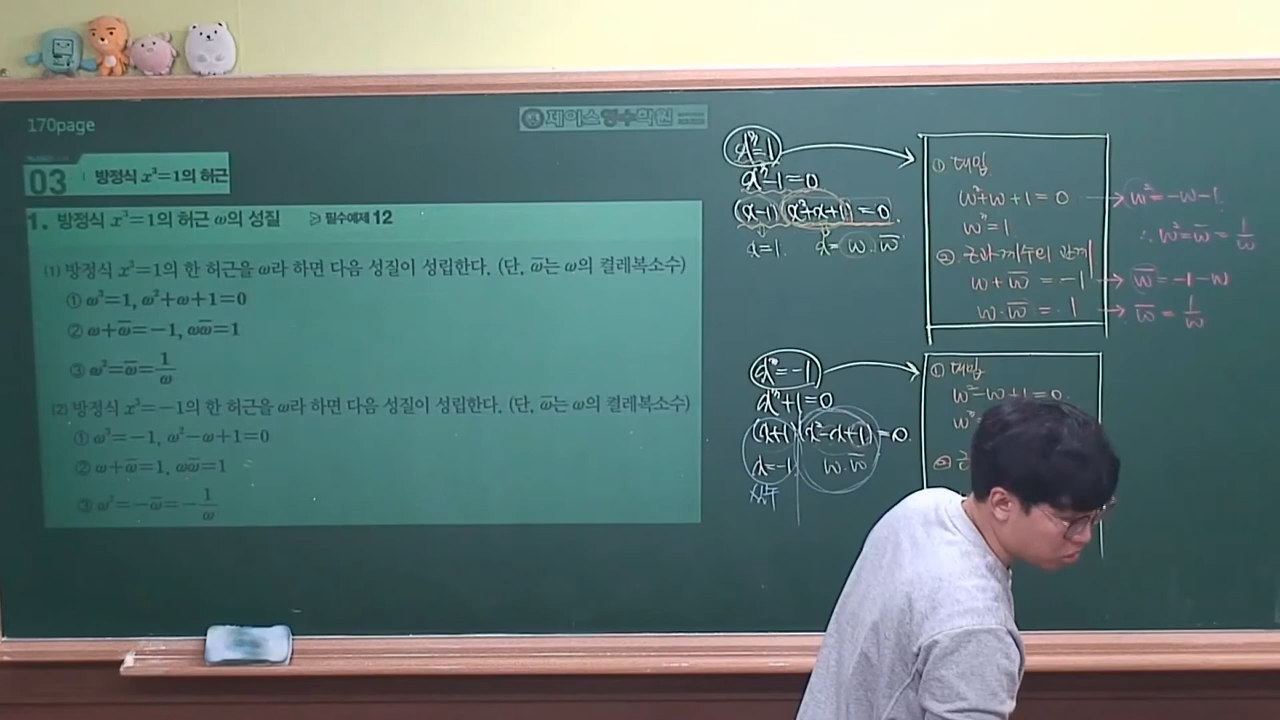 170page
제이스영수학원
03 방정식 x³=1의 허근
1. 방정식 x³=1의 허근 ω의 성질 ▷ 필수예제 12
(1) 방정식 x³=1의 한 허근을 ω라 하면 다음 성질이 성립한다. (단, ω̅는 ω의 켤레복소수)
① ω³=1, ω²+ω+1=0
② ω+ω̅=-1, ωω̅=1
③ ω²=ω̅=1/ω
(2) 방정식 x³=-1의 한 허근을 ω라 하면 다음 성질이 성립한다. (단, ω̅는 ω의 켤레복소수)
① ω³=-1, ω²-ω+1=0
② ω+ω̅=1, ωω̅=1
③ ω²=-ω̅=-1/ω
x³=1
x³-1=0
(x-1)(x²+x+1)=0.
x=1. x=ω.ω̅
① 대입
ω²+ω+1=0 → ω²=-ω-1.
ω³=1
∴ ω²=ω̅=1/ω
② 근과 계수의 관계
ω+ω̅=-1 → ω̅=-1-ω
ω.ω̅=1 → ω̅=1/ω
x³=-1
x³+1=0
(x+1)(x²-x+1)=0.
x=-1 ω.ω̅
실수
① 대입
ω²-ω+1=0.
② 근